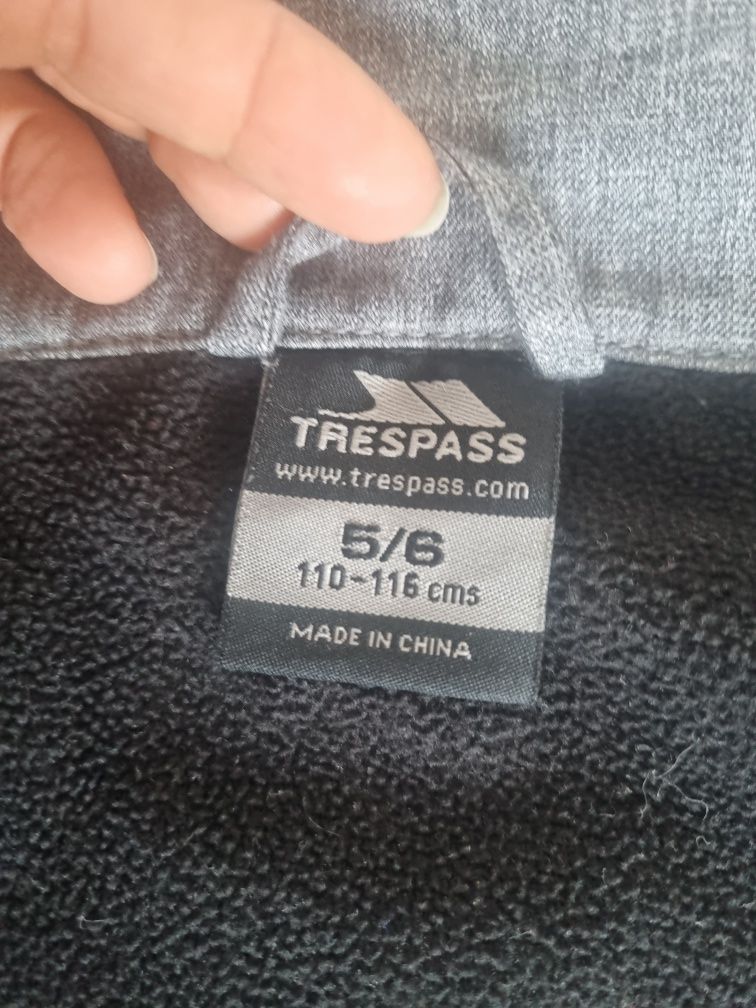 TRESPASS
www.trespass.com
5/6
110-116 cms
MADE IN CHINA